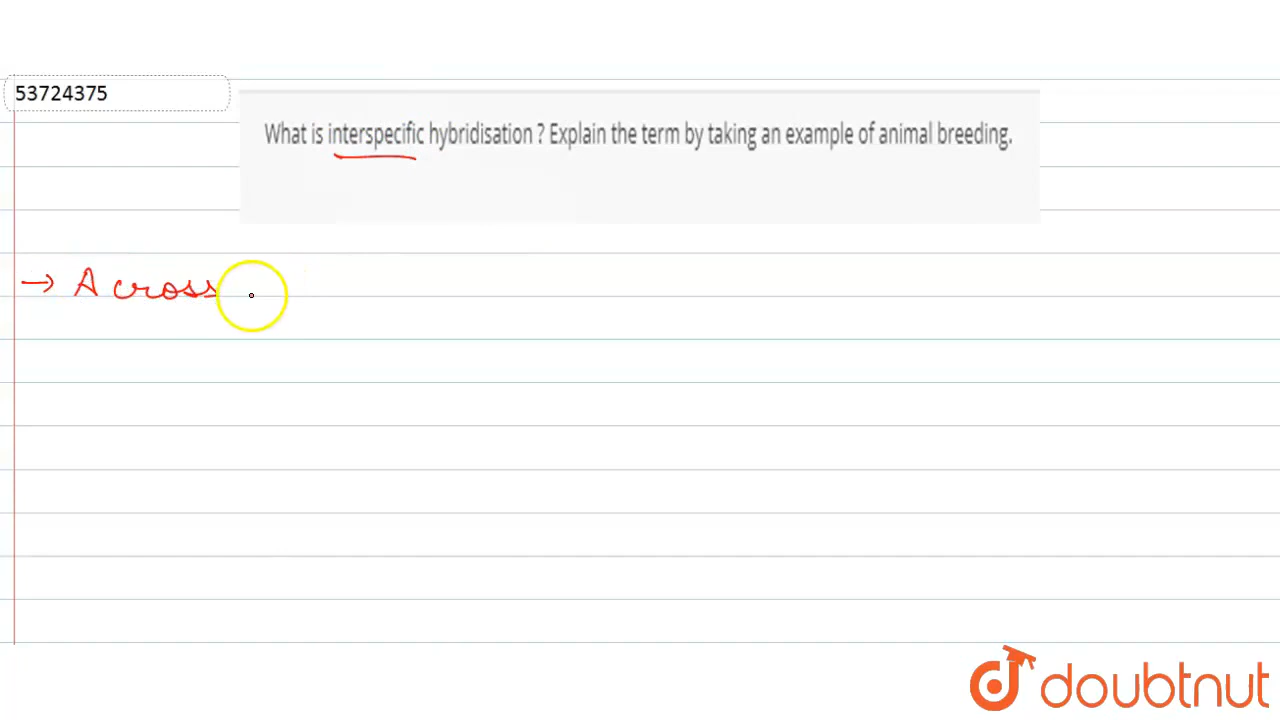 53724375
What is interspecific hybridisation ? Explain the term by taking an example of animal breeding.
→ A cross
doubtnut